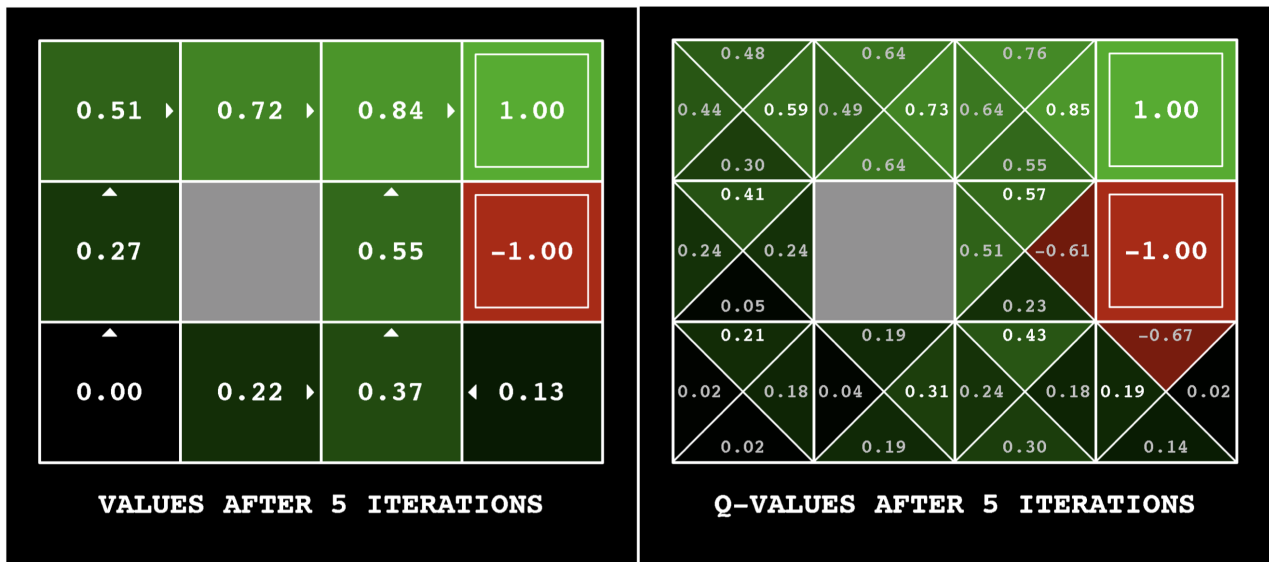 0.51 0.72 0.84 1.00
0.27 0.55 -1.00
0.00 0.22 0.37 0.13
VALUES AFTER 5 ITERATIONS
0.48 0.64 0.76
0.44 0.59 0.49 0.73 0.64 0.85 1.00
0.30 0.64 0.55
0.41 0.57
0.24 0.24 0.51 -0.61 -1.00
0.05 0.23
0.21 0.19 0.43 -0.67
0.02 0.18 0.04 0.31 0.24 0.18 0.19 0.02
0.02 0.19 0.30 0.14
Q-VALUES AFTER 5 ITERATIONS